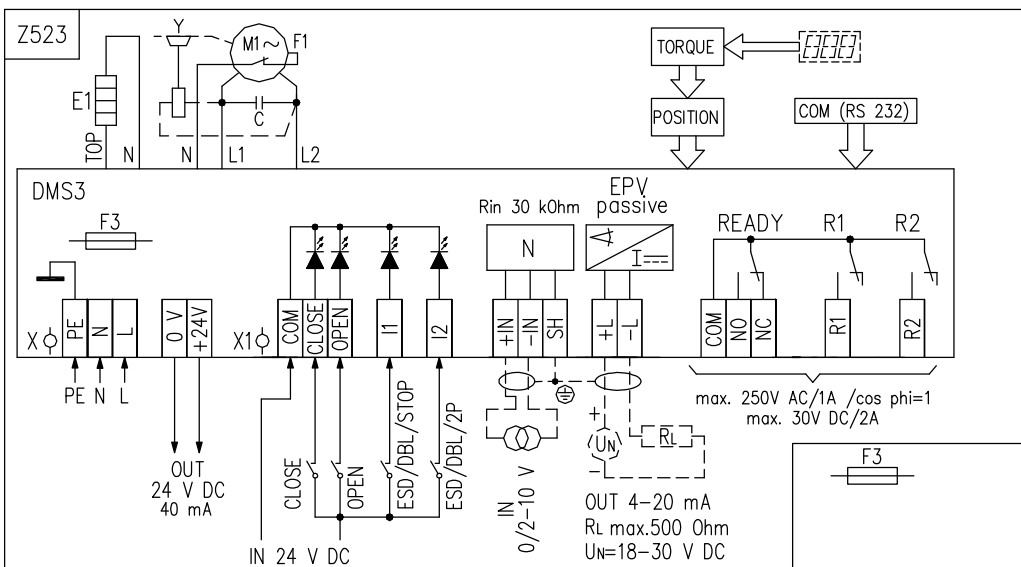 Z523
Y
M1 ~
F1
E1
C
TOP
N
N
L1
L2
TORQUE
POSITION
COM (RS 232)
DMS3
F3
Rin 30 kOhm
N
EPV
passive
I
READY
R1
R2
X
PE
N
L
0 V
+24V
X1
COM
CLOSE
OPEN
I1
I2
+IN
-IN
SH
+L
-L
COM
NO
NC
R1
R2
PE N L
OUT
24 V DC
40 mA
CLOSE
OPEN
ESD/DBL/STOP
ESD/DBL/2P
IN 24 V DC
IN
0/2-10 V
+
UN
-
RL
OUT 4-20 mA
RL max.500 Ohm
UN=18-30 V DC
max. 250V AC/1A /cos phi=1
max. 30V DC/2A
F3